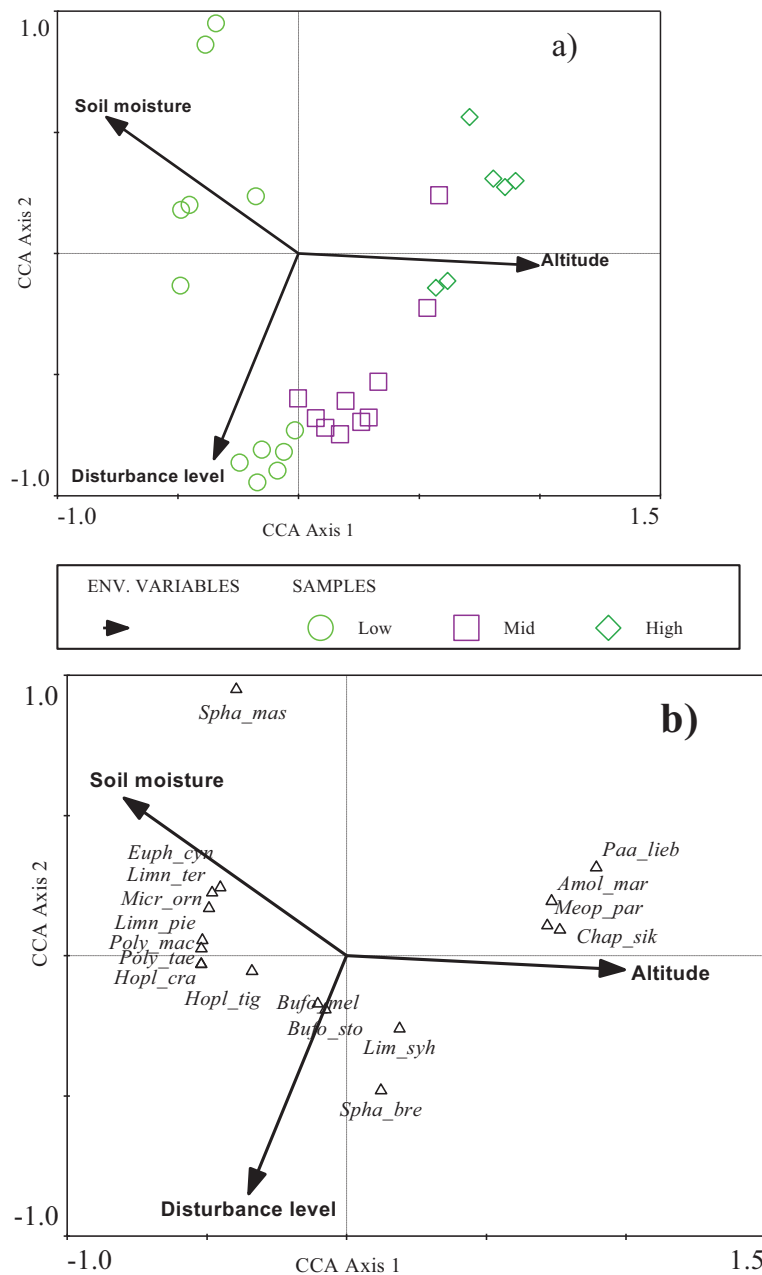 1.0
a)
Soil moisture
CCA Axis 2
Altitude
Disturbance level
-1.0
-1.0
CCA Axis 1
1.5
ENV. VARIABLES
SAMPLES
Low
Mid
High
1.0
b)
Spha_mas
Soil moisture
Euph_cyn
Paa_lieb
Limn_ter
Amol_mar
Micr_orn
Meop_par
Limn_pie
Chap_sik
Poly_mac
Poly_tae
Hopl_cra
CCA Axis 2
Altitude
Hopl_tig
Bufo_mel
Bufo_sto
Lim_syh
Spha_bre
Disturbance level
-1.0
-1.0
CCA Axis 1
1.5